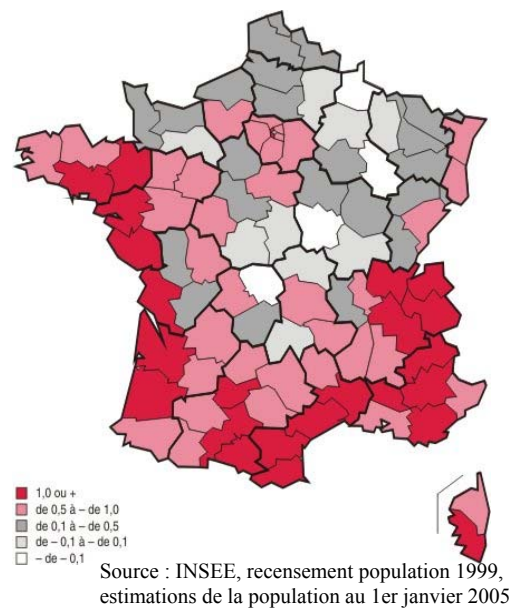 1,0 ou +
de 0,5 à – de 1,0
de 0,1 à – de 0,5
de – 0,1 à – de 0,1
– de – 0,1
Source : INSEE, recensement population 1999,
estimations de la population au 1er janvier 2005